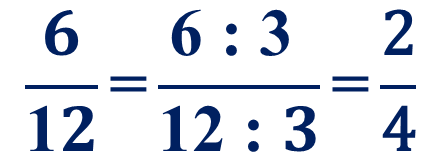 6/12 = 6 : 3/12 : 3 = 2/4